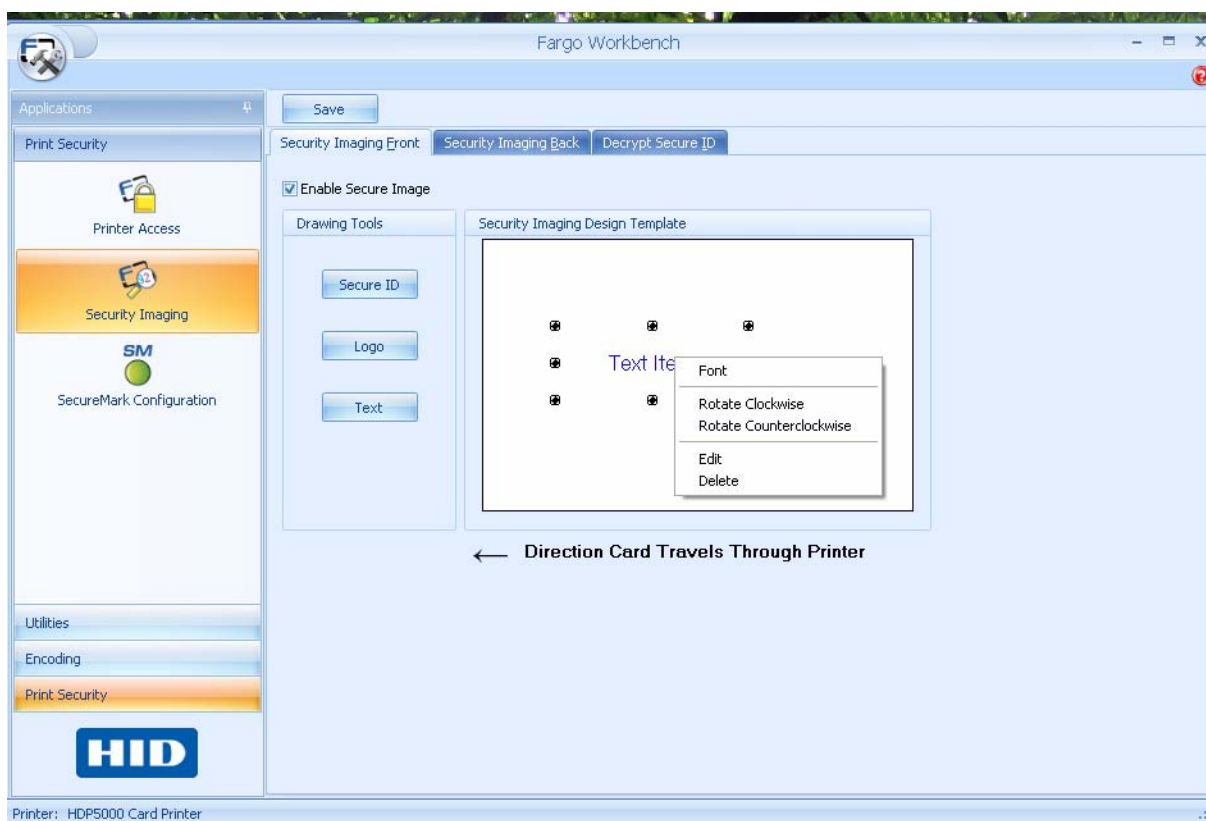 Fargo Workbench
Applications
Save
Print Security
Security Imaging Front
Security Imaging Back
Decrypt Secure ID
Enable Secure Image
Printer Access
Drawing Tools
Security Imaging Design Template
Secure ID
Security Imaging
Logo
Text Ite
Font
SM
SecureMark Configuration
Text
Rotate Clockwise
Rotate Counterclockwise
Edit
Delete
← Direction Card Travels Through Printer
Utilities
Encoding
Print Security
HID
Printer: HDP5000 Card Printer